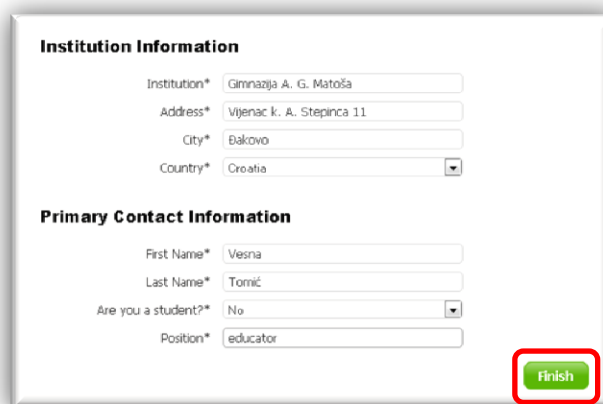 Institution Information
Institution* Gimnazija A. G. Matoša
Address* Vijenac k. A. Stepinca 11
City* Đakovo
Country* Croatia
Primary Contact Information
First Name* Vesna
Last Name* Tomić
Are you a student?* No
Position* educator
Finish